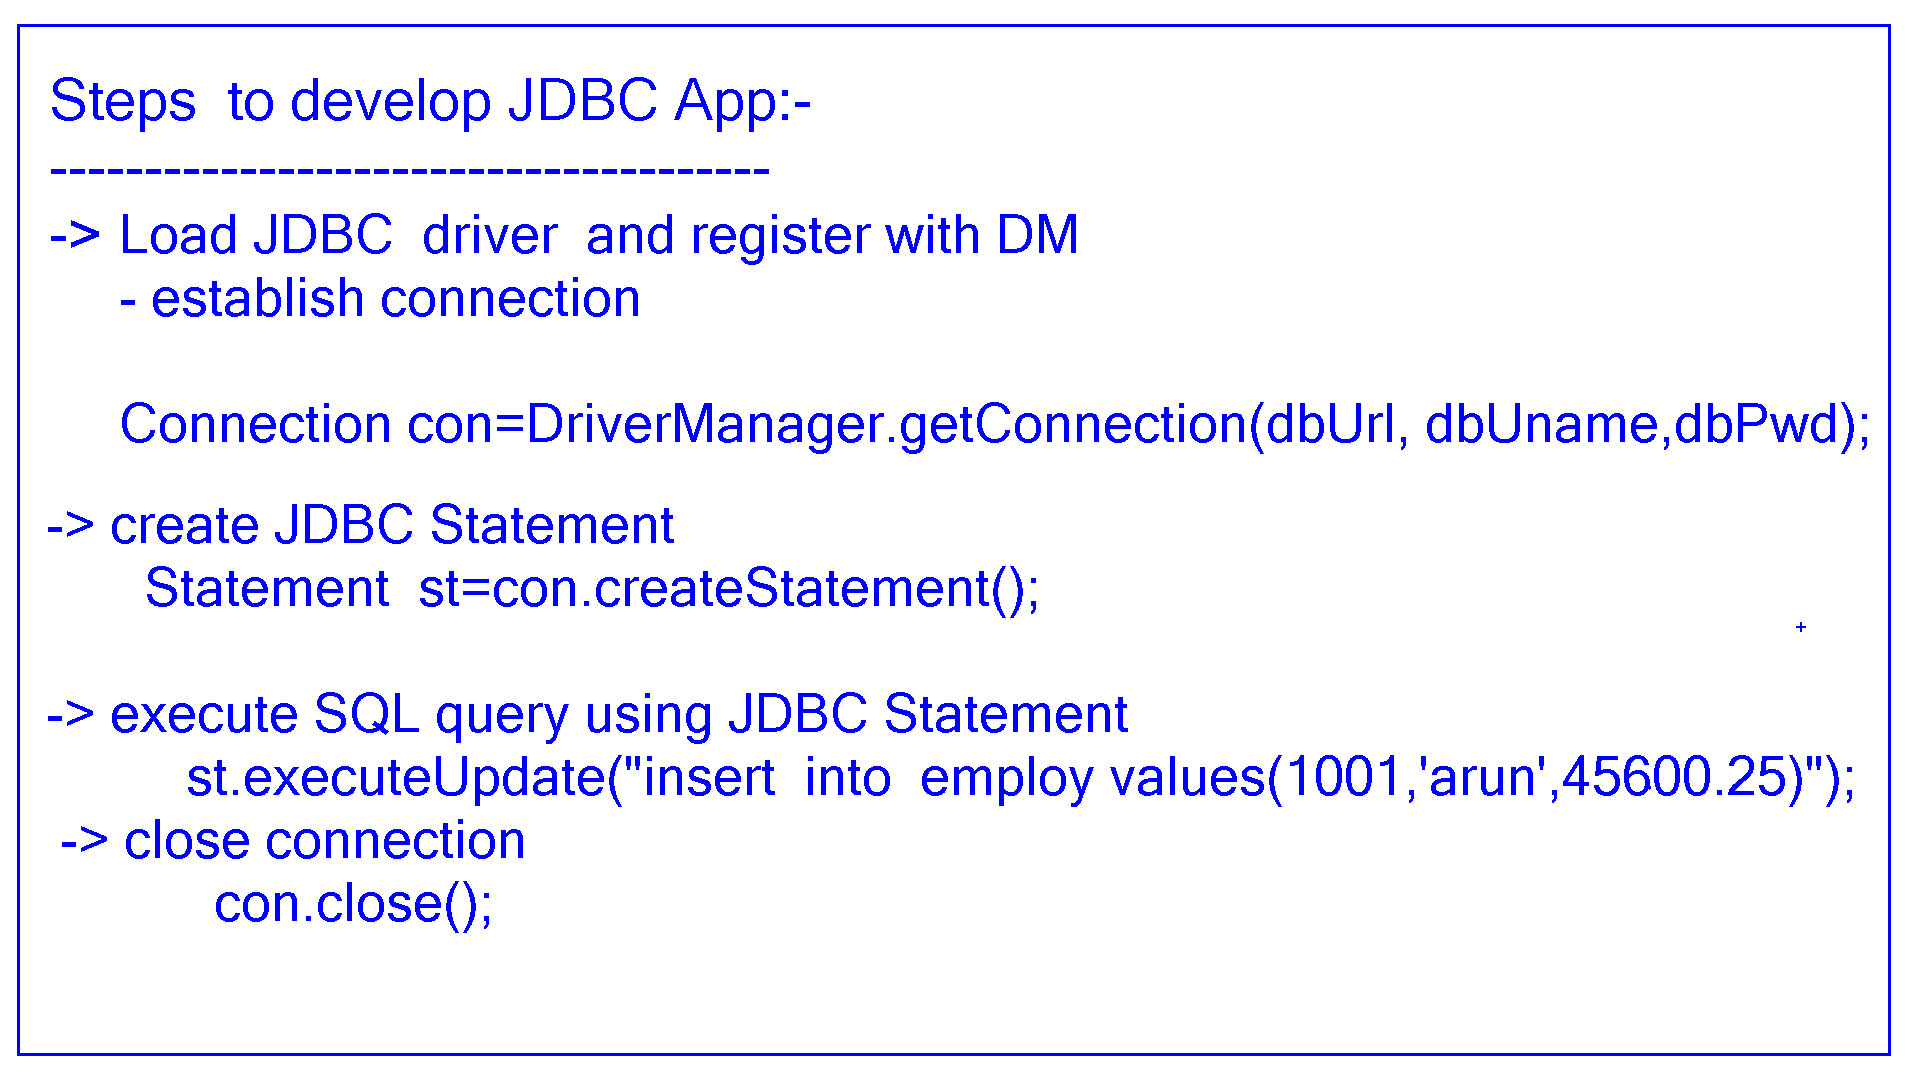 Steps  to develop JDBC App:-
--------------------------------------
-> Load JDBC  driver  and register with DM
- establish connection
Connection con=DriverManager.getConnection(dbUrl, dbUname,dbPwd);
-> create JDBC Statement
Statement  st=con.createStatement();
+
-> execute SQL query using JDBC Statement
st.executeUpdate("insert  into  employ values(1001,'arun',45600.25)");
-> close connection
con.close();